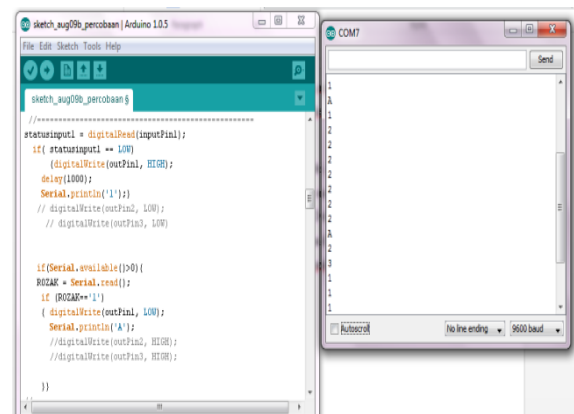 sketch_aug09b_percobaan | Arduino 1.0.5
File Edit Sketch Tools Help
sketch_aug09b_percobaan §
//==================================================
statusinput1 = digitalRead(inputPin1);
if( statusinput1 == LOW)
{digitalWrite(outPin1, HIGH);
delay(1000);
Serial.println('1');}
// digitalWrite(outPin2, LOW);
// digitalWrite(outPin3, LOW)
if(Serial.available()>0){
ROZAK = Serial.read();
if (ROZAK=='1')
{ digitalWrite(outPin1, LOW);
Serial.println('A');
//digitalWrite(outPin2, HIGH);
//digitalWrite(outPin3, HIGH);
}}
COM7
Send
1
A
1
2
2
2
2
2
2
2
A
2
3
1
1
1
Autoscroll
No line ending
9600 baud